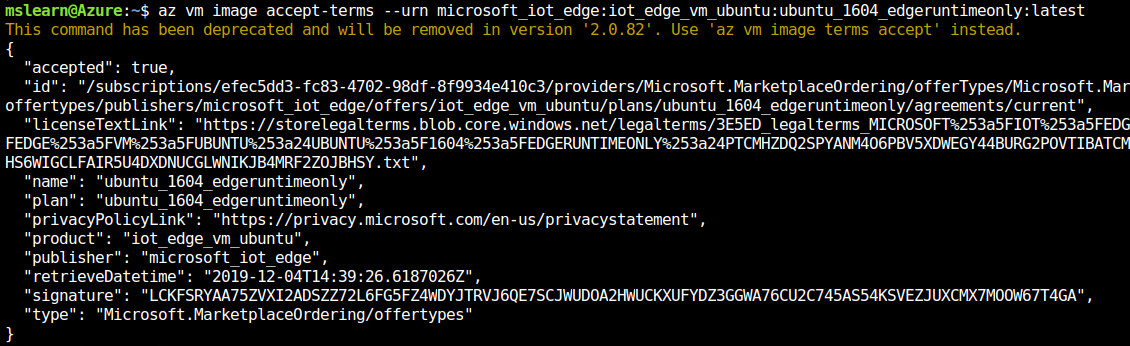 mslearn@Azure:~$ az vm image accept-terms --urn microsoft_iot_edge:iot_edge_vm_ubuntu:ubuntu_1604_edgeruntimeonly:latest
This command has been deprecated and will be removed in version '2.0.82'. Use 'az vm image terms accept' instead.
{
  "accepted": true,
  "id": "/subscriptions/efec5dd3-fc83-4702-98df-8f9934e410c3/providers/Microsoft.MarketplaceOrdering/offerTypes/Microsoft.Mar
offertypes/publishers/microsoft_iot_edge/offers/iot_edge_vm_ubuntu/plans/ubuntu_1604_edgeruntimeonly/agreements/current",
  "licenseTextLink": "https://storelegalterms.blob.core.windows.net/legalterms/3E5ED_legalterms_MICROSOFT%253a5FIOT%253a5FEDG
FEDGE%253a5FVM%253a5FUBUNTU%253a24UBUNTU%253a5F1604%253a5FEDGERUNTIMEONLY%253a24PTCMHZDQ2SPYANM4O6PBV5XDWEGY44BURG2POVTIBATCM
HS6WIGCLFAIR5U4DXDNUCGLWNIKJB4MRF2ZOJBHSY.txt",
  "name": "ubuntu_1604_edgeruntimeonly",
  "plan": "ubuntu_1604_edgeruntimeonly",
  "privacyPolicyLink": "https://privacy.microsoft.com/en-us/privacystatement",
  "product": "iot_edge_vm_ubuntu",
  "publisher": "microsoft_iot_edge",
  "retrieveDatetime": "2019-12-04T14:39:26.6187026Z",
  "signature": "LCKFSRYAA75ZVXI2ADSZZ72L6FG5FZ4WDYJTRVJ6QE7SCJWUDOA2HWUCKXUFYDZ3GGWA76CU2C745AS54KSVEZJUXCMX7MOOW67T4GA",
  "type": "Microsoft.MarketplaceOrdering/offertypes"
}